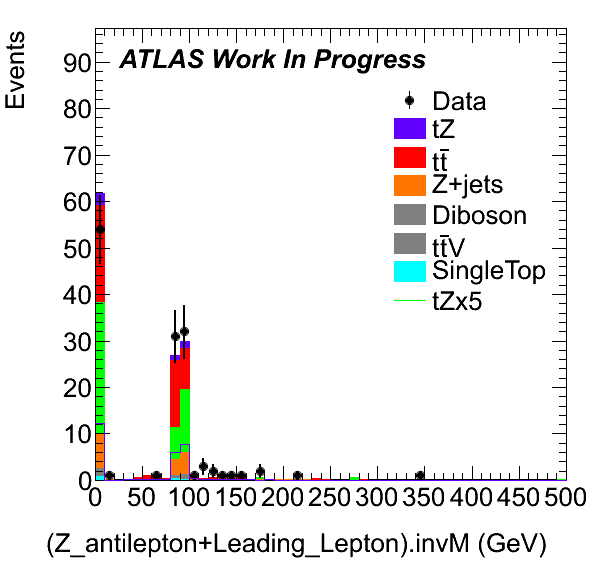 ATLAS Work In Progress
Events
90
80
70
60
50
40
30
20
10
0
Data
tZ
tt̄
Z+jets
Diboson
tt̄V
SingleTop
tZx5
0 50 100 150 200 250 300 350 400 450 500
(Z_antilepton+Leading_Lepton).invM (GeV)